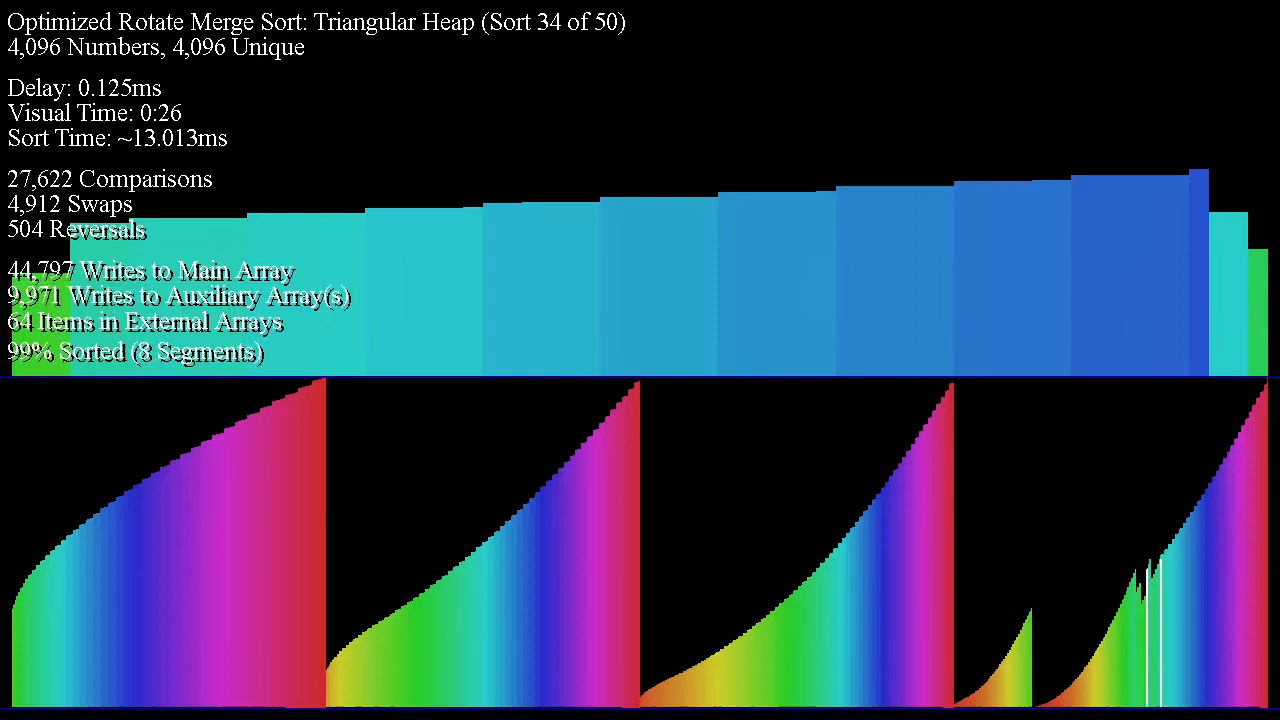 Optimized Rotate Merge Sort: Triangular Heap (Sort 34 of 50)
4,096 Numbers, 4,096 Unique
Delay: 0.125ms
Visual Time: 0:26
Sort Time: ~13.013ms
27,622 Comparisons
4,912 Swaps
504 Reversals
44,797 Writes to Main Array
9,971 Writes to Auxiliary Array(s)
64 Items in External Arrays
99% Sorted (8 Segments)